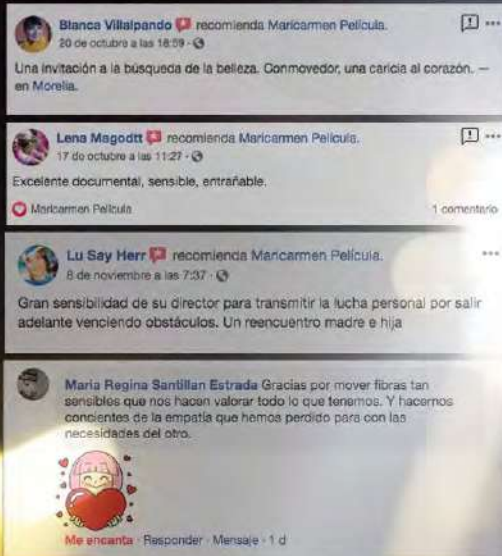 Blanca Villalpando recomienda Maricarmen Película.
20 de octubre a las 18:59 ·
Una invitación a la búsqueda de la belleza. Conmovedor, una caricia al corazón. —
en Morelia.
Lena Magodtt recomienda Maricarmen Película.
17 de octubre a las 11:27 ·
Excelente documental, sensible, entrañable.
Maricarmen Película
1 comentario
Lu Say Herr recomienda Maricarmen Película.
8 de noviembre a las 7:37 ·
Gran sensibilidad de su director para transmitir la lucha personal por salir
adelante venciendo obstáculos. Un reencuentro madre e hija
Maria Regina Santillan Estrada Gracias por mover fibras tan
sensibles que nos hacen valorar todo lo que tenemos. Y hacernos
concientes de la empatía que hemos perdido para con las
necesidades del otro.
Me encanta · Responder · Mensaje · 1 d